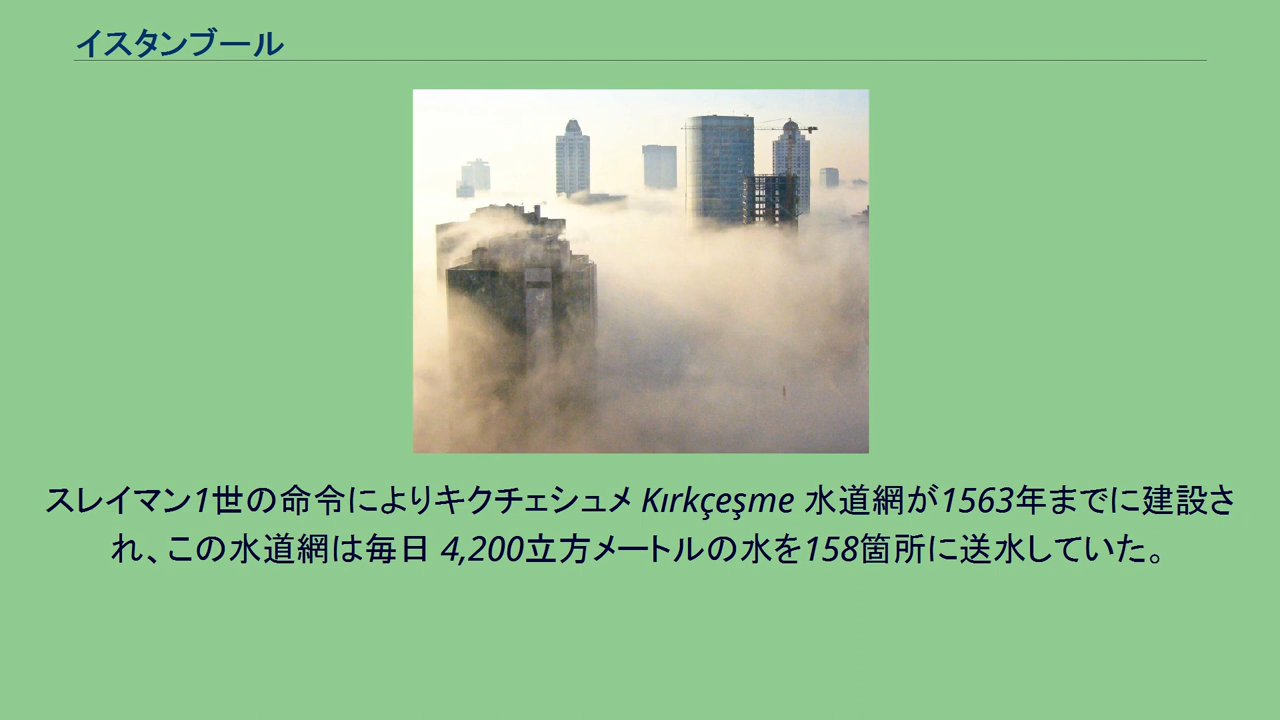 イスタンブール
スレイマン1世の命令によりキクチェシュメ Kırkçeşme 水道網が1563年までに建設さ
れ、この水道網は毎日 4,200立方メートルの水を158箇所に送水していた。